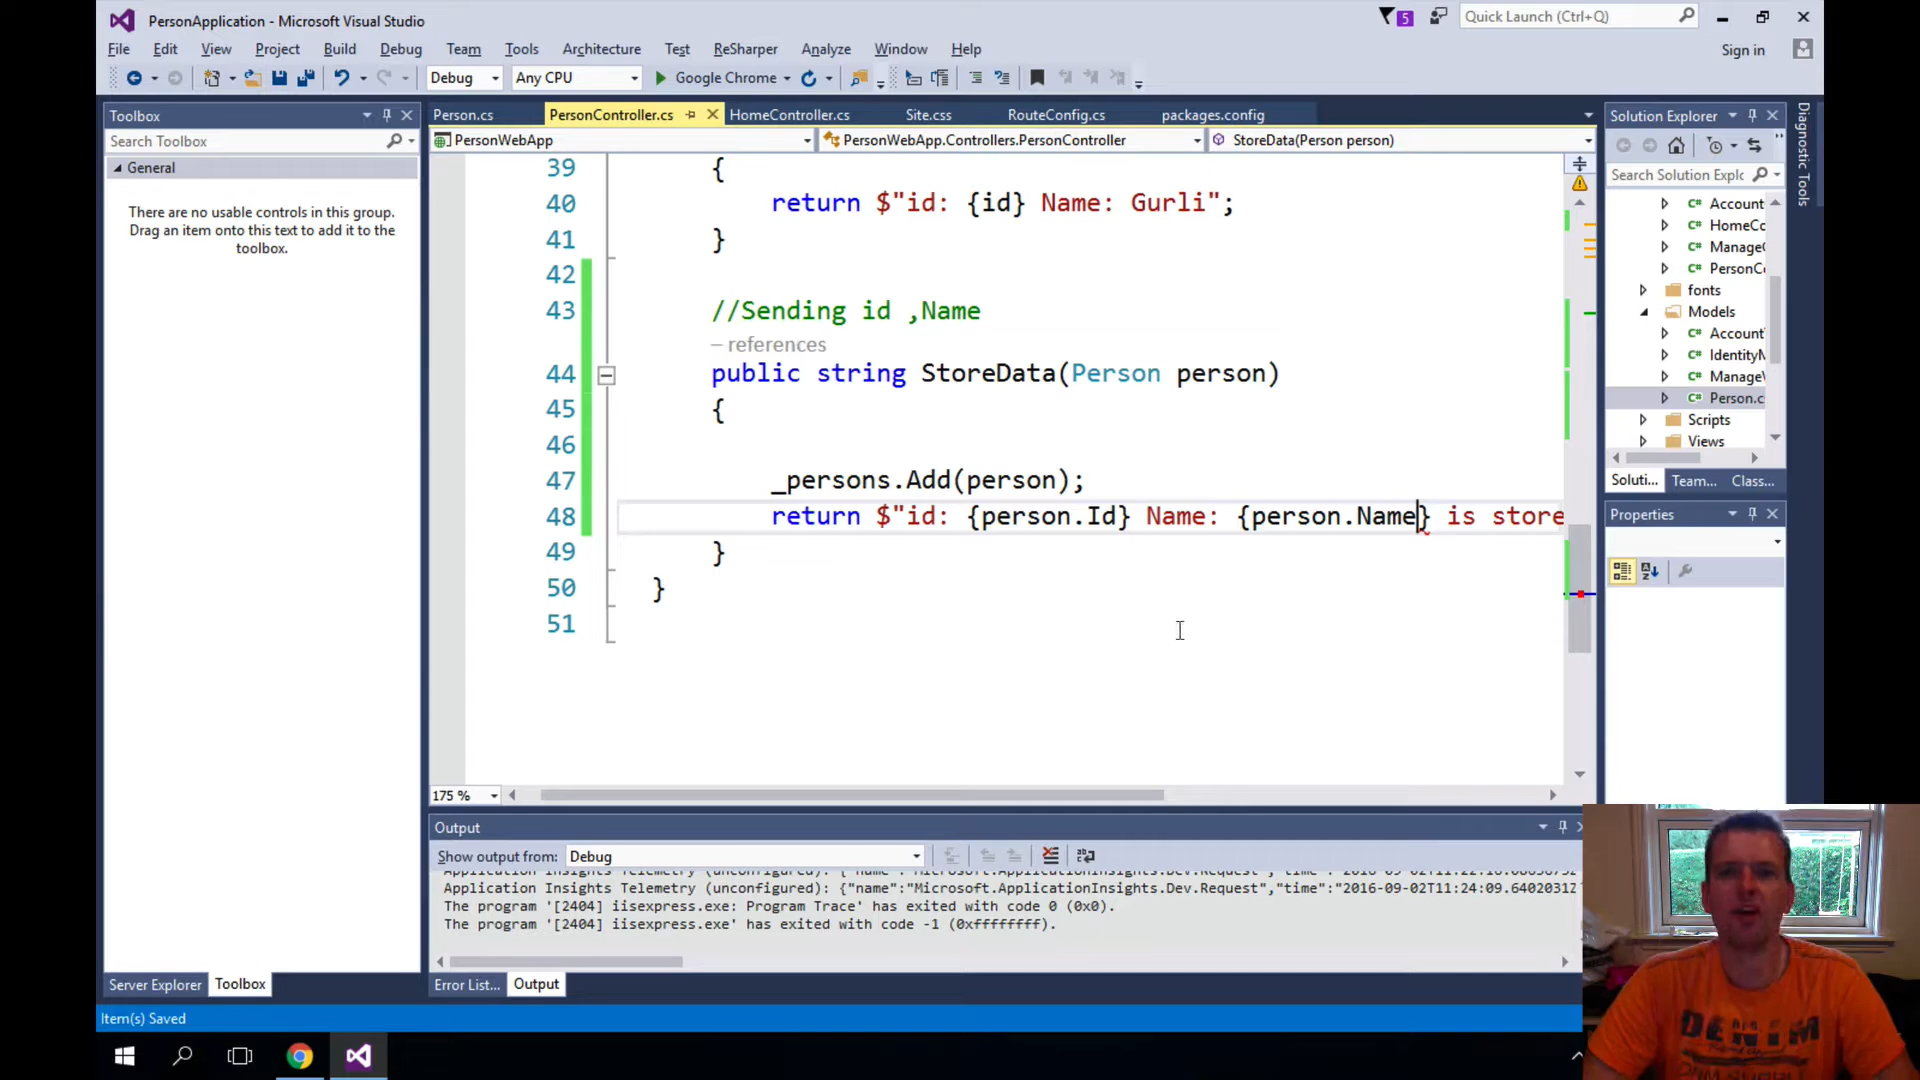 PersonApplication - Microsoft Visual Studio
5
Quick Launch (Ctrl+Q)
File Edit View Project Build Debug Team Tools Architecture Test ReSharper Analyze Window Help
Sign in
Debug Any CPU Google Chrome
Toolbox
Search Toolbox
General
There are no usable controls in this group.
Drag an item onto this text to add it to the
toolbox.
Person.cs PersonController.cs HomeController.cs Site.css RouteConfig.cs packages.config
PersonWebApp PersonWebApp.Controllers.PersonController StoreData(Person person)
39 {
40 return $"id: {id} Name: Gurli";
41 }
42
43 //Sending id ,Name
– references
44 public string StoreData(Person person)
45 {
46
47 _persons.Add(person);
48 return $"id: {person.Id} Name: {person.Name} is store
49 }
50 }
51
175 %
Output
Show output from: Debug
Application Insights Telemetry (unconfigured): {"name":"Microsoft.ApplicationInsights.Dev.Request","time":"2016-09-02T11:24:09.6402031Z
The program '[2404] iisexpress.exe: Program Trace' has exited with code 0 (0x0).
The program '[2404] iisexpress.exe' has exited with code -1 (0xffffffff).
Error List... Output
Server Explorer Toolbox
Item(s) Saved
Solution Explorer
Search Solution Explc
C# Account
C# HomeCo
C# Manage
C# PersonCo
fonts
Models
C# Account
C# IdentityM
C# Manage
C# Person.c
Scripts
Views
Soluti... Team... Class...
Properties
Diagnostic Tools
DENIM